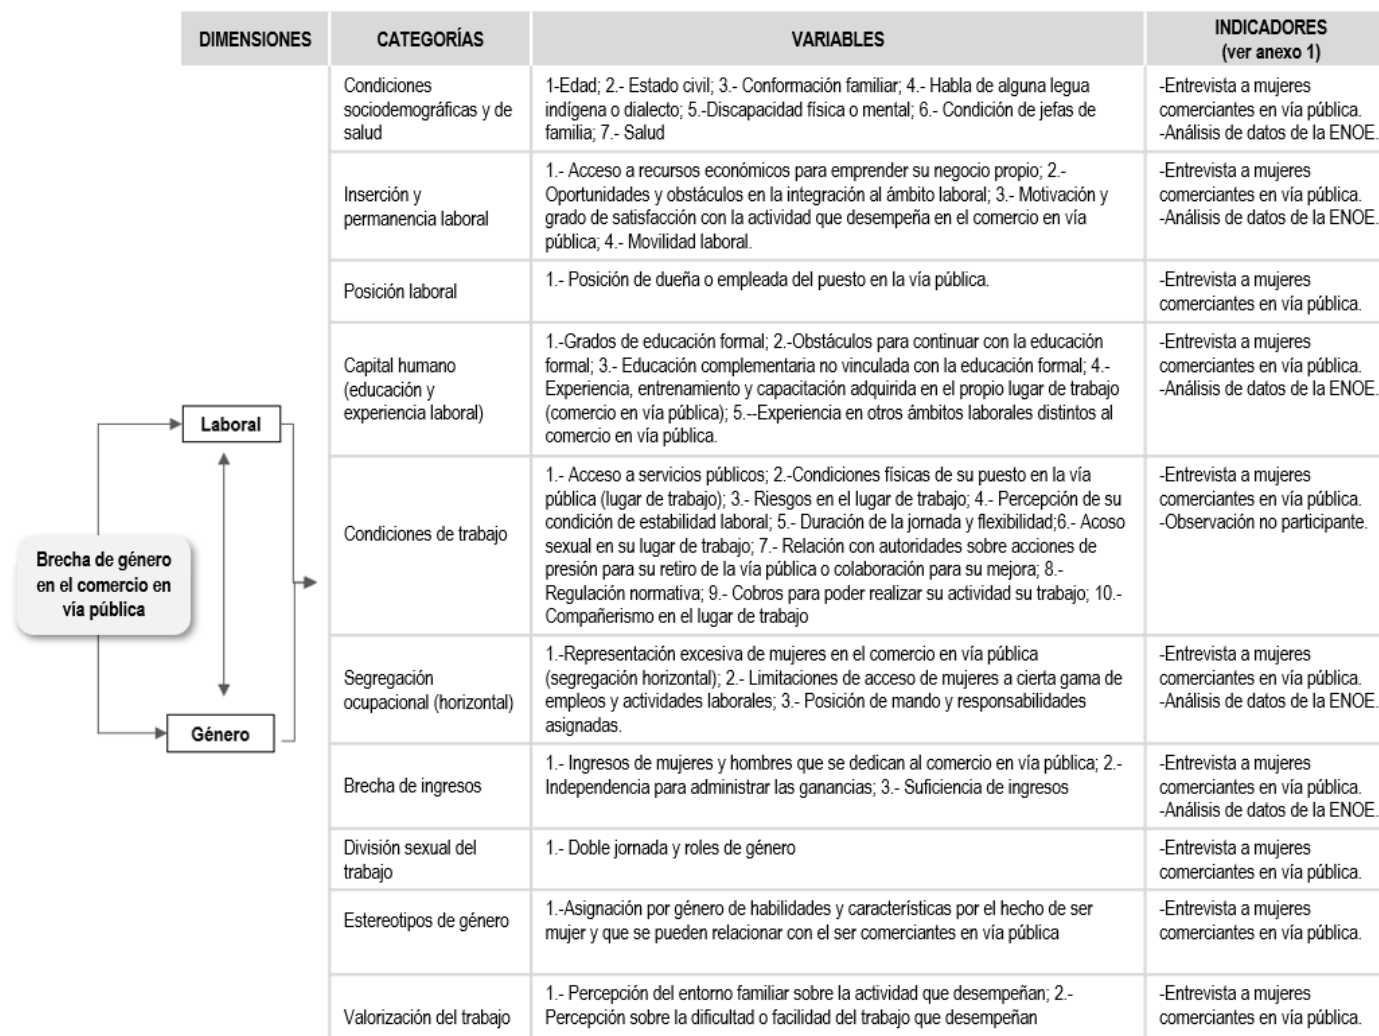 DIMENSIONES
CATEGORÍAS
VARIABLES
INDICADORES
(ver anexo 1)
Brecha de género
en el comercio en
vía pública
Laboral
Género
Condiciones
sociodemográficas y de
salud
1-Edad; 2.- Estado civil; 3.- Conformación familiar; 4.- Habla de alguna legua
indígena o dialecto; 5.-Discapacidad física o mental; 6.- Condición de jefas de
familia; 7.- Salud
-Entrevista a mujeres
comerciantes en vía pública.
-Análisis de datos de la ENOE.
Inserción y
permanencia laboral
1.- Acceso a recursos económicos para emprender su negocio propio; 2.-
Oportunidades y obstáculos en la integración al ámbito laboral; 3.- Motivación y
grado de satisfacción con la actividad que desempeña en el comercio en vía
pública; 4.- Movilidad laboral.
-Entrevista a mujeres
comerciantes en vía pública.
-Análisis de datos de la ENOE.
Posición laboral
1.- Posición de dueña o empleada del puesto en la vía pública.
-Entrevista a mujeres
comerciantes en vía pública.
Capital humano
(educación y
experiencia laboral)
1.-Grados de educación formal; 2.-Obstáculos para continuar con la educación
formal; 3.- Educación complementaria no vinculada con la educación formal; 4.-
Experiencia, entrenamiento y capacitación adquirida en el propio lugar de trabajo
(comercio en vía pública); 5.--Experiencia en otros ámbitos laborales distintos al
comercio en vía pública.
-Entrevista a mujeres
comerciantes en vía pública.
-Análisis de datos de la ENOE.
Condiciones de trabajo
1.- Acceso a servicios públicos; 2.-Condiciones físicas de su puesto en la vía
pública (lugar de trabajo); 3.- Riesgos en el lugar de trabajo; 4.- Percepción de su
condición de estabilidad laboral; 5.- Duración de la jornada y flexibilidad;6.- Acoso
sexual en su lugar de trabajo; 7.- Relación con autoridades sobre acciones de
presión para su retiro de la vía pública o colaboración para su mejora; 8.-
Regulación normativa; 9.- Cobros para poder realizar su actividad su trabajo; 10.-
Compañerismo en el lugar de trabajo
-Entrevista a mujeres
comerciantes en vía pública.
-Observación no participante.
Segregación
ocupacional (horizontal)
1.-Representación excesiva de mujeres en el comercio en vía pública
(segregación horizontal); 2.- Limitaciones de acceso de mujeres a cierta gama de
empleos y actividades laborales; 3.- Posición de mando y responsabilidades
asignadas.
-Entrevista a mujeres
comerciantes en vía pública.
-Análisis de datos de la ENOE.
Brecha de ingresos
1.- Ingresos de mujeres y hombres que se dedican al comercio en vía pública; 2.-
Independencia para administrar las ganancias; 3.- Suficiencia de ingresos
-Entrevista a mujeres
comerciantes en vía pública.
-Análisis de datos de la ENOE.
División sexual del
trabajo
1.- Doble jornada y roles de género
-Entrevista a mujeres
comerciantes en vía pública.
Estereotipos de género
1.-Asignación por género de habilidades y características por el hecho de ser
mujer y que se pueden relacionar con el ser comerciantes en vía pública
-Entrevista a mujeres
comerciantes en vía pública.
Valorización del trabajo
1.- Percepción del entorno familiar sobre la actividad que desempeñan; 2.-
Percepción sobre la dificultad o facilidad del trabajo que desempeñan
-Entrevista a mujeres
comerciantes en vía pública.